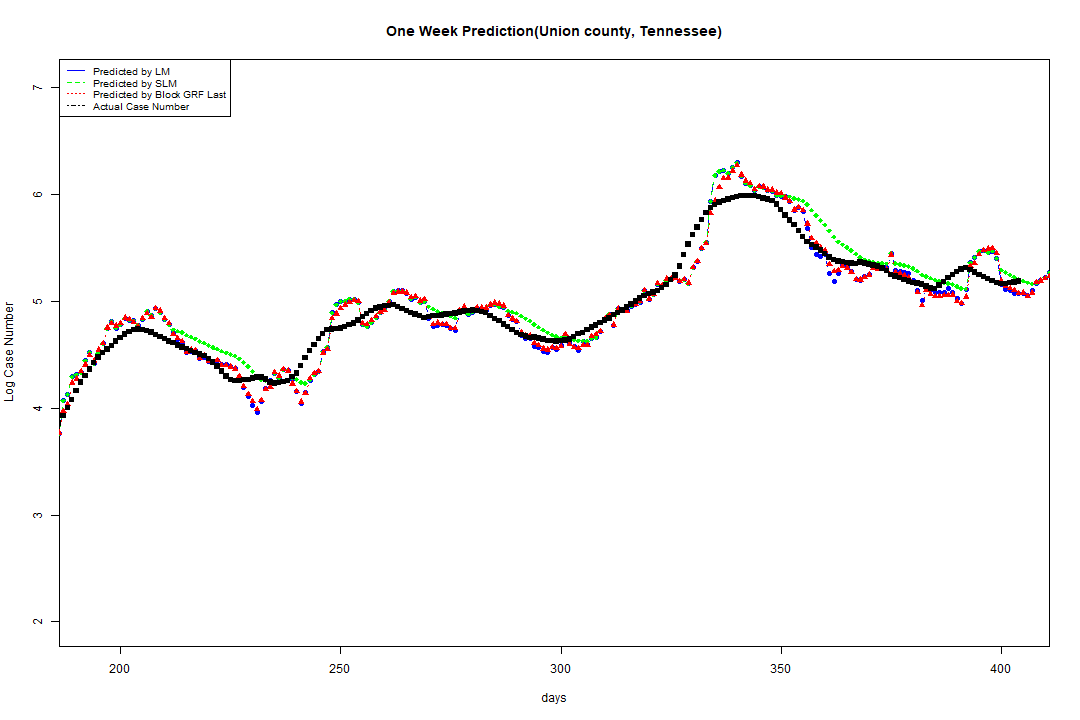 One Week Prediction(Union county, Tennessee)
Predicted by LM
Predicted by SLM
Predicted by Block GRF Last
Actual Case Number
Log Case Number
7
6
5
4
3
2
200 250 300 350 400
days